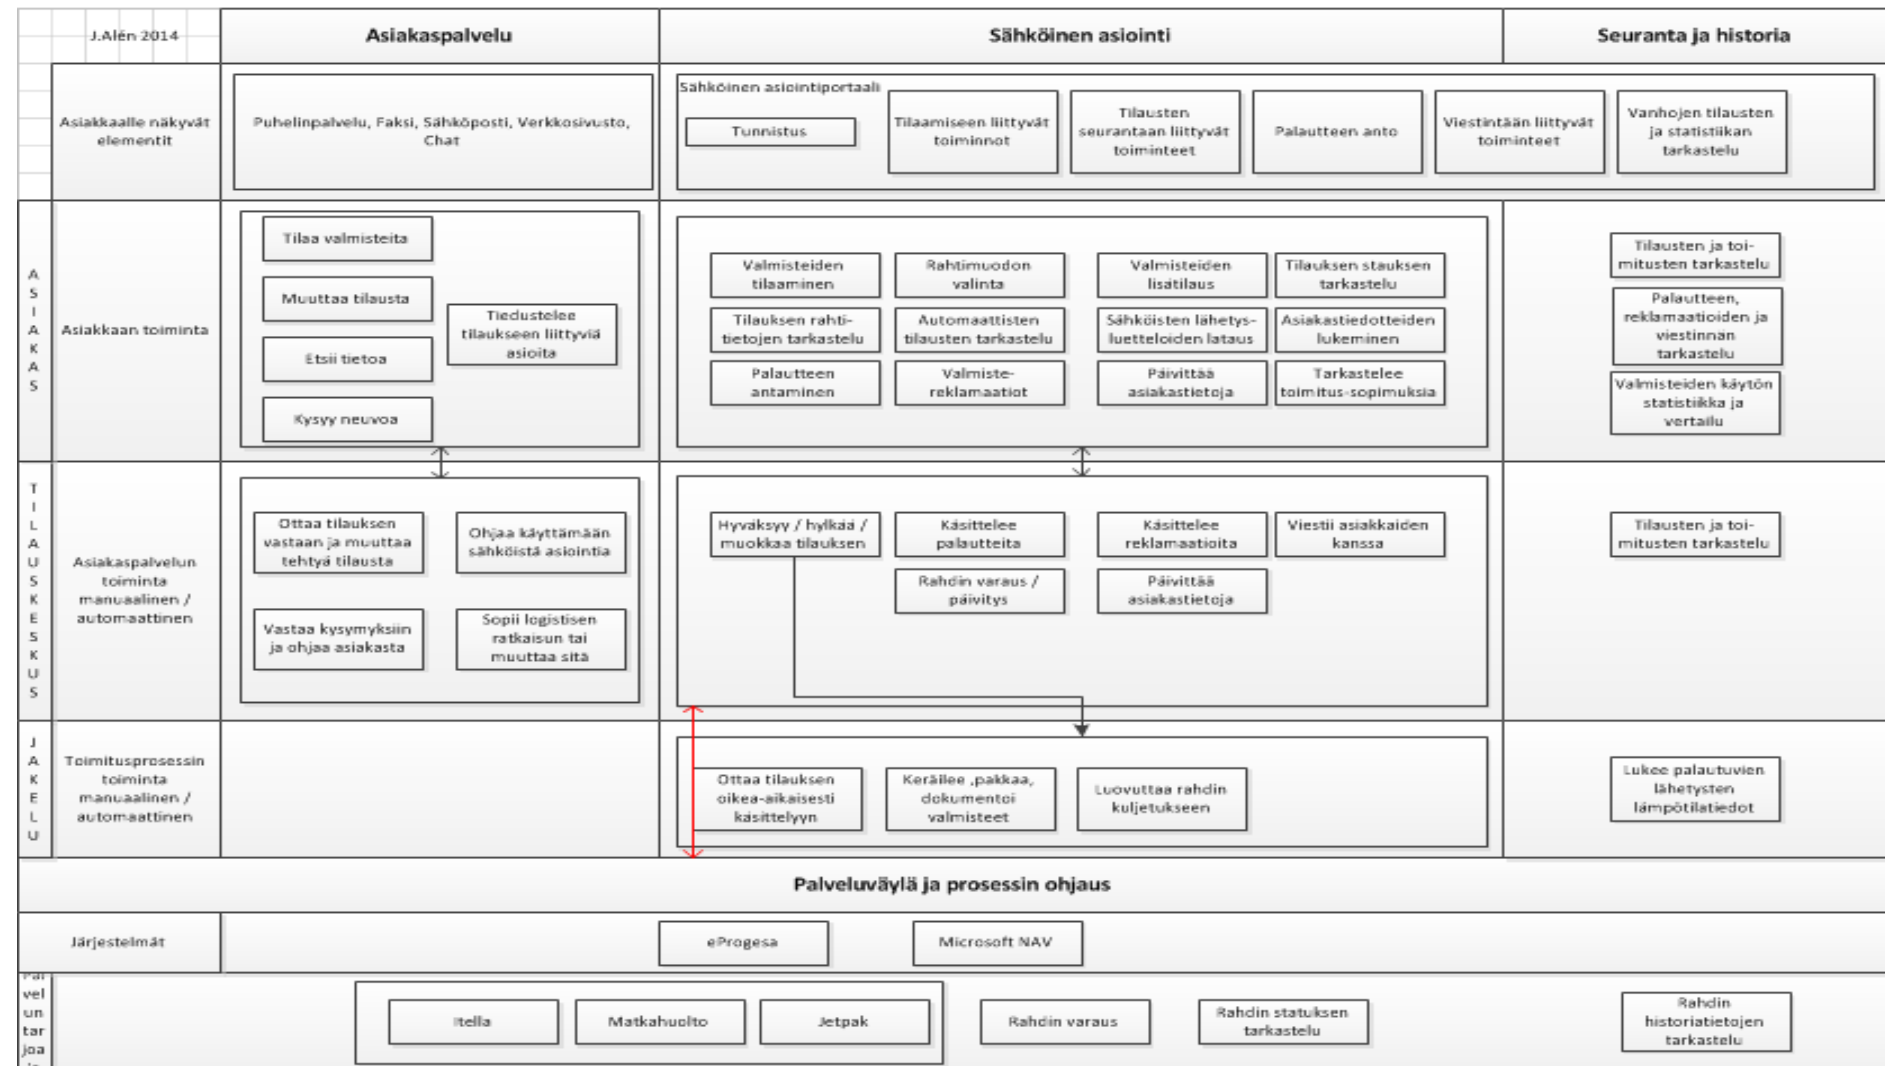 J.Alén 2014
Asiakaspalvelu
Sähköinen asiointi
Seuranta ja historia
Asiakkaalle näkyvät
elementit
Puhelinpalvelu, Faksi, Sähköposti, Verkkosivusto,
Chat
Sähköinen asiointiportaali
Tunnistus
Tilaamiseen liittyvät
toiminnot
Tilausten
seurantaan liittyvät
toiminteet
Palautteen anto
Viestintään liittyvät
toiminteet
Vanhojen tilausten
ja statistiikan
tarkastelu
A
S
I
A
K
A
S
Asiakkaan toiminta
Tilaa valmisteita
Muuttaa tilausta
Etsii tietoa
Kysyy neuvoa
Tiedustelee
tilaukseen liittyviä
asioita
Valmisteiden
tilaaminen
Rahtimuodon
valinta
Valmisteiden
lisätilaus
Tilauksen stauksen
tarkastelu
Tilauksen rahti-
tietojen tarkastelu
Automaattisten
tilausten tarkastelu
Sähköisten lähetys-
luetteloiden lataus
Asiakastiedotteiden
lukeminen
Palautteen
antaminen
Valmiste-
reklamaatiot
Päivittää
asiakastietoja
Tarkastelee
toimitus-sopimuksia
Tilausten ja toi-
mitusten tarkastelu
Palautteen,
reklamaatioiden ja
viestinnän
tarkastelu
Valmisteiden käytön
statistiikka ja
vertailu
T
I
L
A
U
S
K
E
S
K
U
S
Asiakaspalvelun
toiminta
manuaalinen /
automaattinen
Ottaa tilauksen
vastaan ja muuttaa
tehtyä tilausta
Ohjaa käyttämään
sähköistä asiointia
Vastaa kysymyksiin
ja ohjaa asiakasta
Sopii logistisen
ratkaisun tai
muuttaa sitä
Hyväksyy / hylkää /
muokkaa tilauksen
Käsittelee
palautteita
Käsittelee
reklamaatioita
Viestii asiakkaiden
kanssa
Rahdin varaus /
päivitys
Päivittää
asiakastietoja
Tilausten ja toi-
mitusten tarkastelu
J
A
K
E
L
U
Toimitusprosessin
toiminta
manuaalinen /
automaattinen
Ottaa tilauksen
oikea-aikaisesti
käsittelyyn
Keräilee ,pakkaa,
dokumentoi
valmisteet
Luovuttaa rahdin
kuljetukseen
Lukee palautuvien
lähetysten
lämpötilatiedot
Palveluväylä ja prosessin ohjaus
Järjestelmät
eProgesa
Microsoft NAV
vel
un
tar
joa
Itella
Matkahuolto
Jetpak
Rahdin varaus
Rahdin statuksen
tarkastelu
Rahdin
historiatietojen
tarkastelu